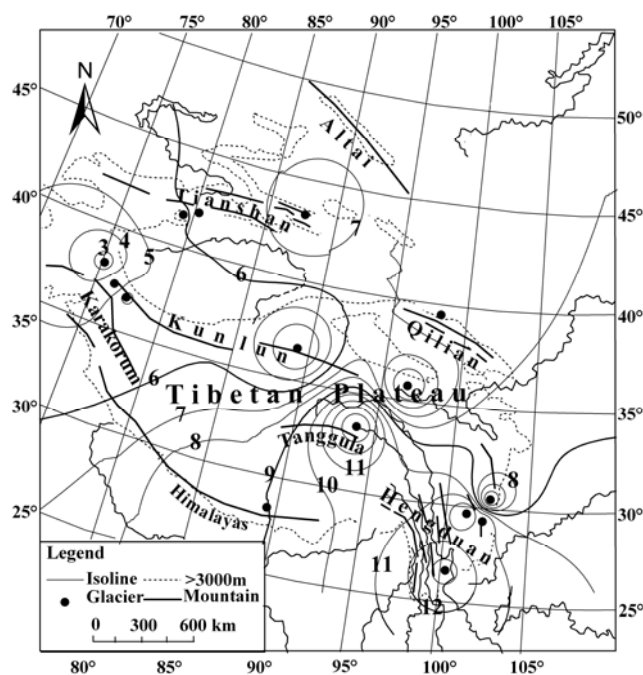 70° 75° 80° 85° 90° 95° 100° 105°
N
45°
50°
Altai
40°
45°
Tianshan
7
3 4 5
6
35°
Karakorum
Kunlun
Qilian
40°
6
Tibetan Plateau
30°
7
35°
8
Tanggula
11
8
25°
Himalayas
9
10
Hengduan
30°
11
12
25°
Legend
Isoline >3000m
Glacier Mountain
0 300 600 km
80° 85° 90° 95° 100° 105°